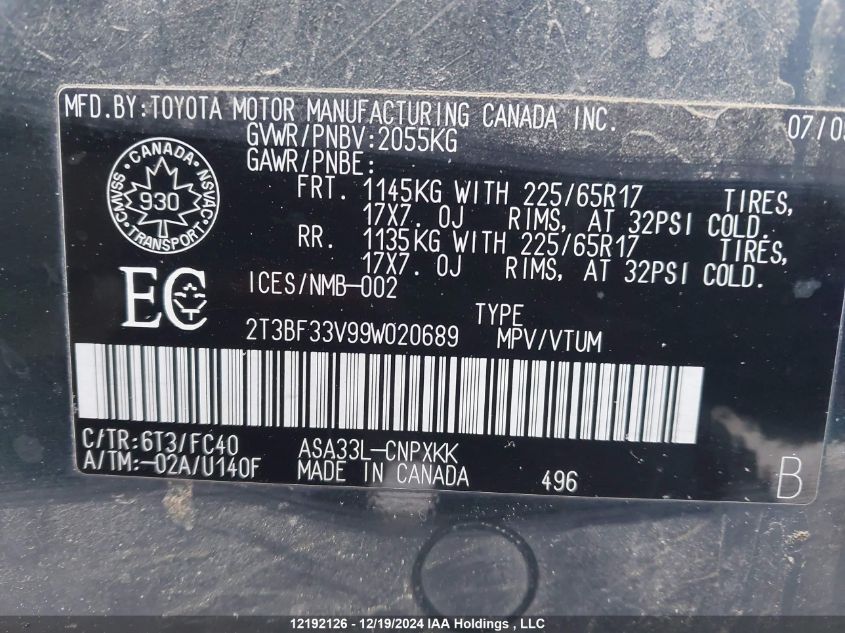 MFD.BY:TOYOTA MOTOR MANUFACTURING CANADA INC. 07/09
GVWR/PNBV:2055KG
GAWR/PNBE:
FRT. 1145KG WITH 225/65R17 TIRES,
17X7. 0J RIMS, AT 32PSI COLD.
RR. 1135KG WITH 225/65R17 TIRES,
17X7. 0J RIMS, AT 32PSI COLD.
CANADA
CMVSS 930 NSVAC
TRANSPORT
EC
ICES/NMB-002
TYPE
2T3BF33V99W020689 MPV/VTUM
C/TR:6T3/FC40 ASA33L-CNPXKK
A/TM:-02A/U140F MADE IN CANADA 496 B
12192126 - 12/19/2024 IAA Holdings , LLC